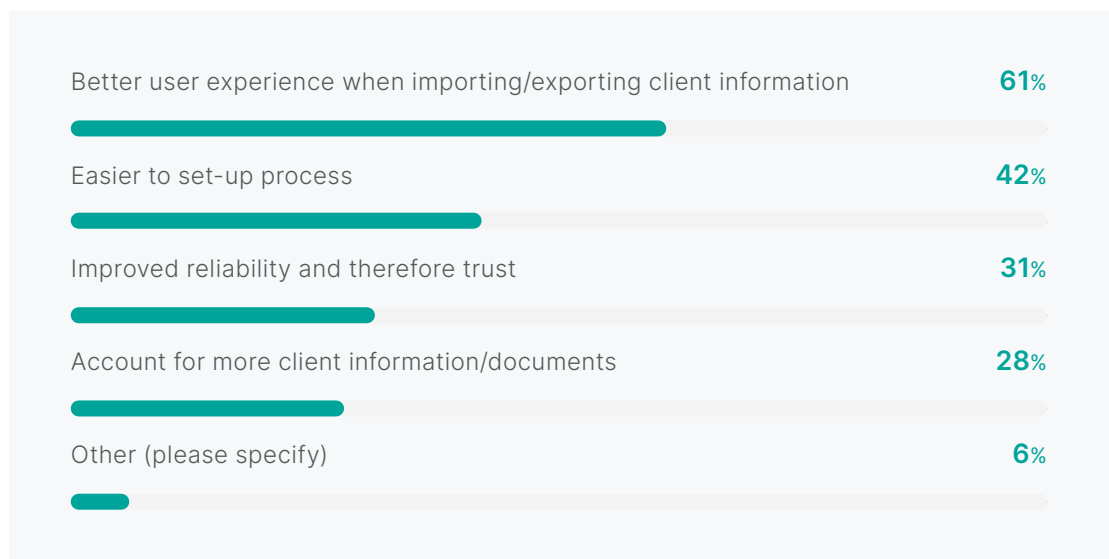 Better user experience when importing/exporting client information 61%
Easier to set-up process 42%
Improved reliability and therefore trust 31%
Account for more client information/documents 28%
Other (please specify) 6%